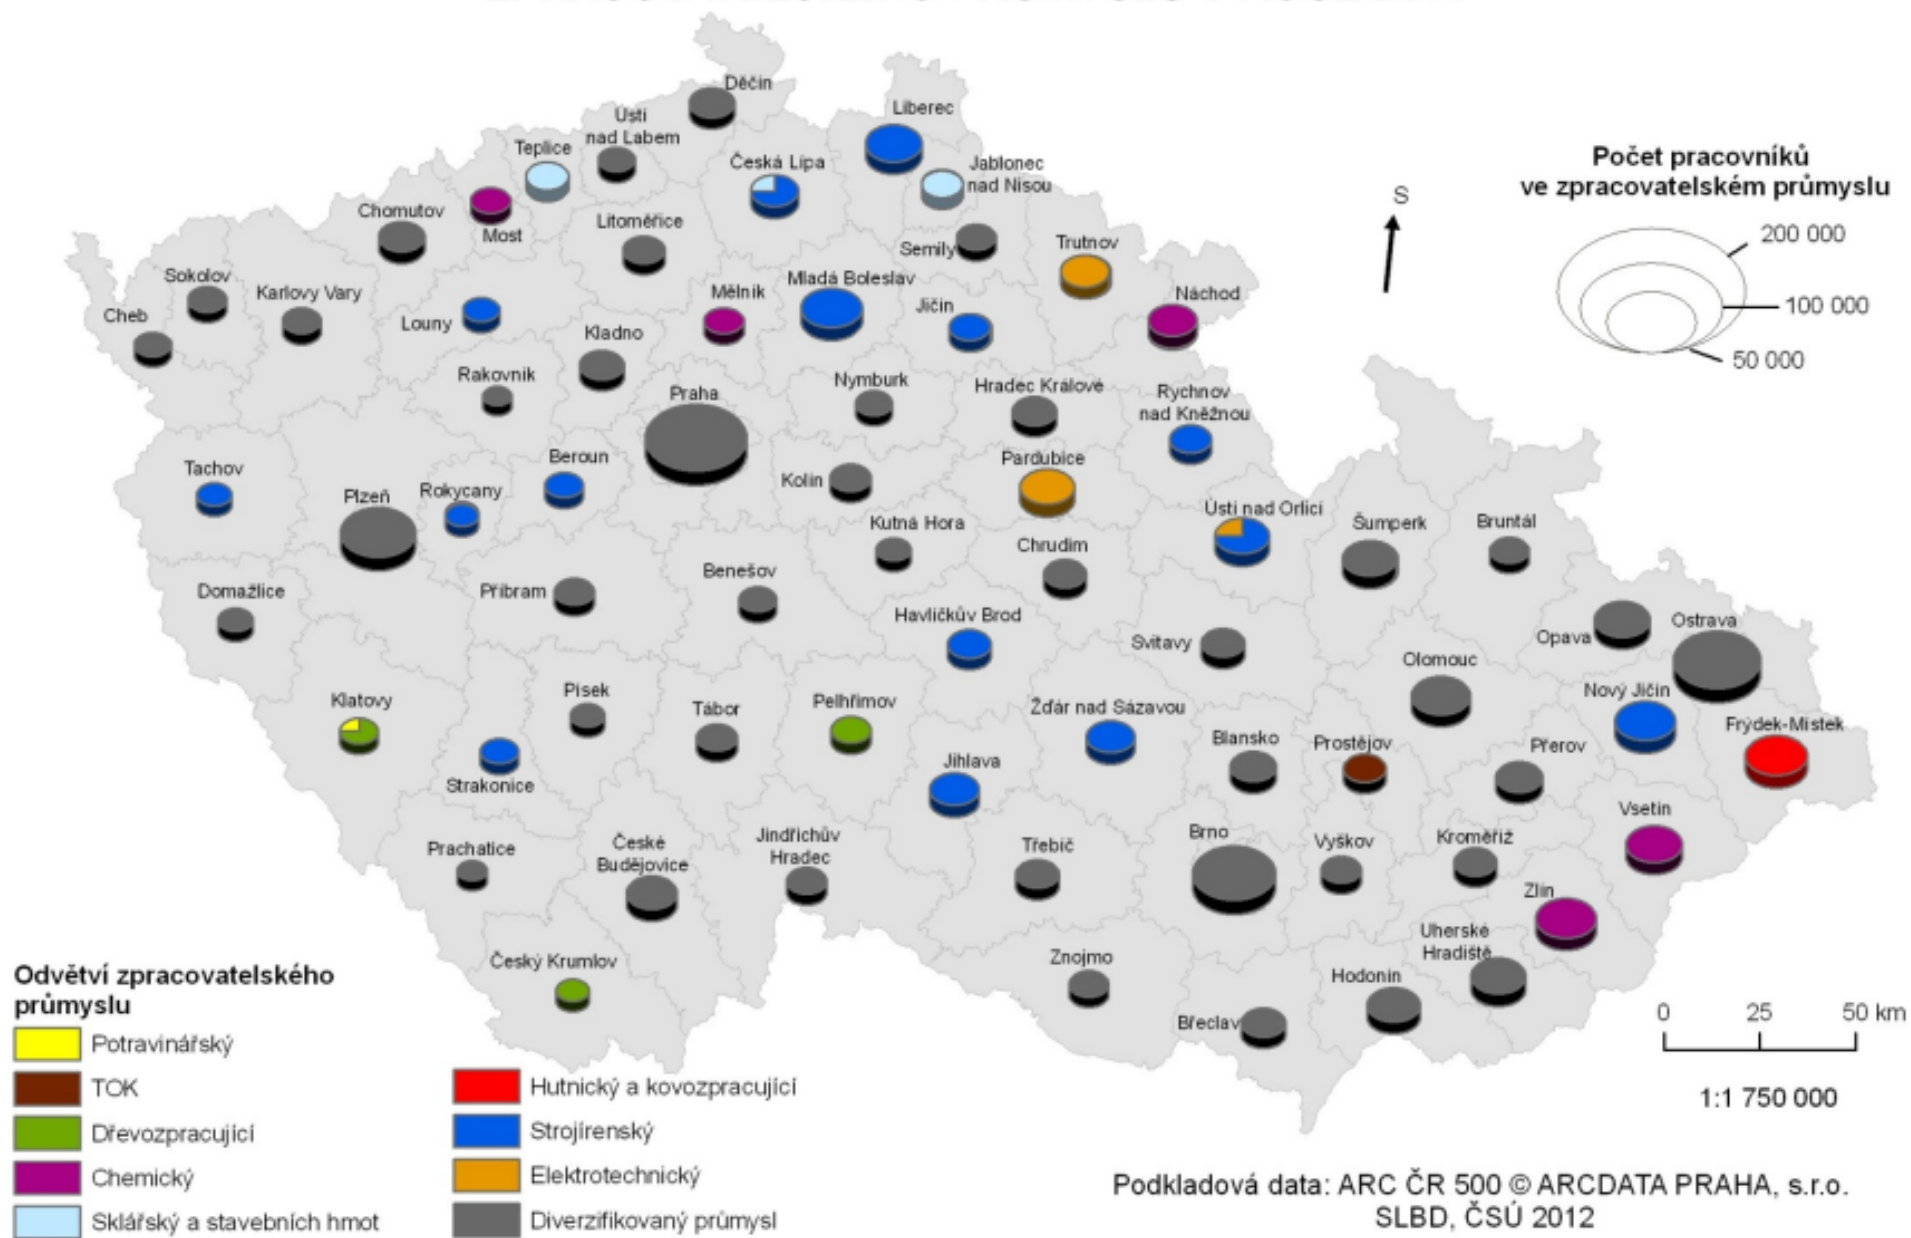 Děčín
Liberec
Ústí
nad Labem
Teplice
Česká Lípa
Jablonec
nad Nisou
Chomutov
Most
Litoměřice
Semily
Trutnov
Sokolov
Karlovy Vary
Cheb
Louny
Mělník
Mladá Boleslav
Jičín
Náchod
Kladno
Rakovník
Praha
Nymburk
Hradec Králové
Rychnov
nad Kněžnou
Tachov
Plzeň
Rokycany
Beroun
Kolín
Pardubice
Kutná Hora
Chrudim
Ústí nad Orlicí
Šumperk
Bruntál
Domažlice
Příbram
Benešov
Havlíčkův Brod
Svitavy
Opava
Ostrava
Olomouc
Nový Jičín
Frýdek-Místek
Klatovy
Písek
Tábor
Pelhřimov
Žďár nad Sázavou
Blansko
Prostějov
Přerov
Strakonice
Jihlava
Vsetín
Prachatice
České
Budějovice
Jindřichův
Hradec
Třebíč
Brno
Vyškov
Kroměříž
Zlín
Uherské
Hradiště
Český Krumlov
Znojmo
Břeclav
Hodonín
Počet pracovníků
ve zpracovatelském průmyslu
200 000
100 000
50 000
S
Odvětví zpracovatelského
průmyslu
Potravinářský
TOK
Dřevozpracující
Chemický
Sklářský a stavebních hmot
Hutnický a kovozpracující
Strojírenský
Elektrotechnický
Diverzifikovaný průmysl
0 25 50 km
1:1 750 000
Podkladová data: ARC ČR 500 © ARCDATA PRAHA, s.r.o.
SLBD, ČSÚ 2012